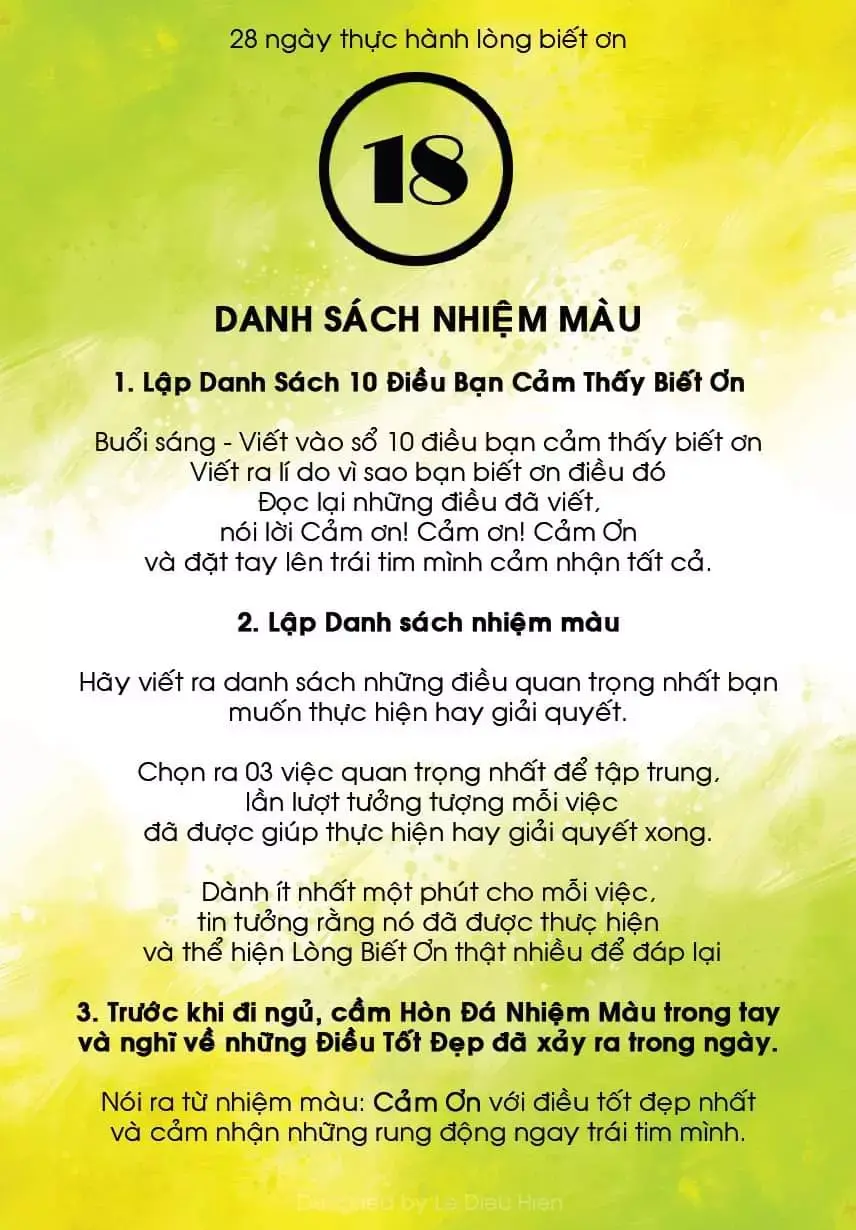 28 ngày thực hành lòng biết ơn
18
DANH SÁCH NHIỆM MÀU
1. Lập Danh Sách 10 Điều Bạn Cảm Thấy Biết Ơn
Buổi sáng - Viết vào sổ 10 điều bạn cảm thấy biết ơn
Viết ra lí do vì sao bạn biết ơn điều đó
Đọc lại những điều đã viết,
nói lời Cảm ơn! Cảm ơn! Cảm Ơn
và đặt tay lên trái tim mình cảm nhận tất cả.
2. Lập Danh sách nhiệm màu
Hãy viết ra danh sách những điều quan trọng nhất bạn
muốn thực hiện hay giải quyết.
Chọn ra 03 việc quan trọng nhất để tập trung,
lần lượt tưởng tượng mỗi việc
đã được giúp thực hiện hay giải quyết xong.
Dành ít nhất một phút cho mỗi việc,
tin tưởng rằng nó đã được thưc hiện
và thể hiện Lòng Biết Ơn thật nhiều để đáp lại
3. Trước khi đi ngủ, cầm Hòn Đá Nhiệm Màu trong tay
và nghĩ về những Điều Tốt Đẹp đã xảy ra trong ngày.
Nói ra từ nhiệm màu: Cảm Ơn với điều tốt đẹp nhất
và cảm nhận những rung động ngay trái tim mình.
Designed by Le Dieu Hien